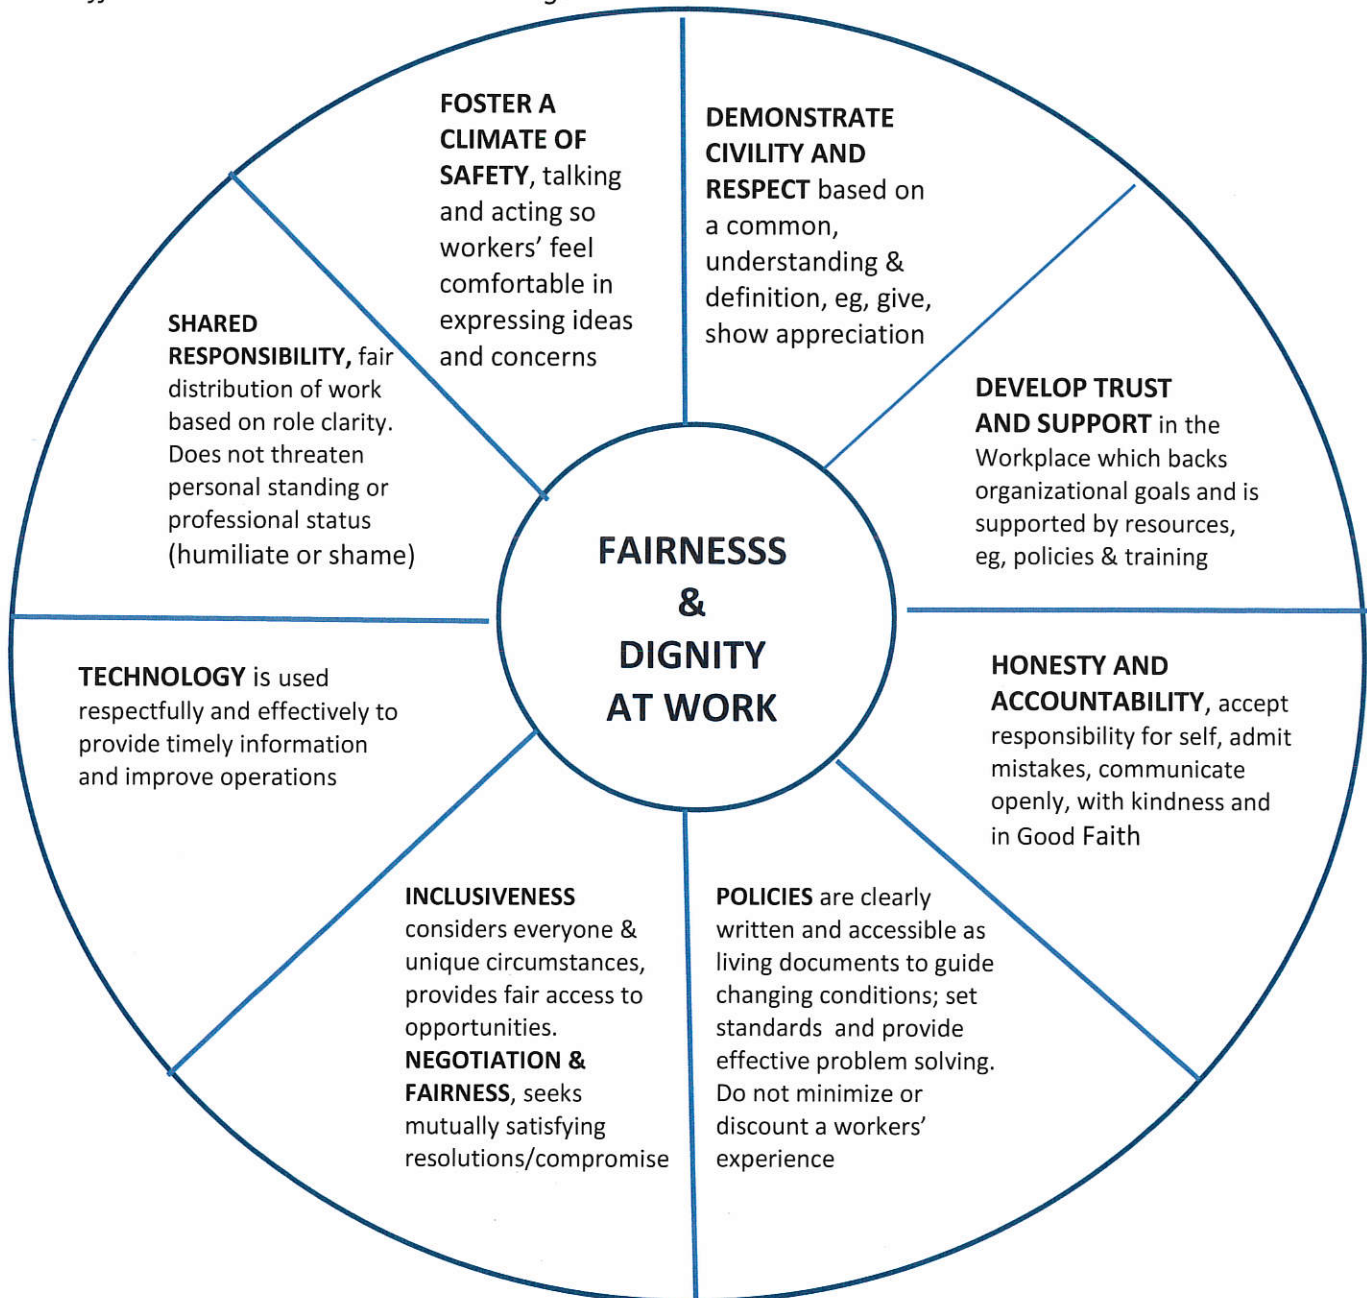 FOSTER A
CLIMATE OF
SAFETY, talking
and acting so
workers' feel
comfortable in
expressing ideas
and concerns
DEMONSTRATE
CIVILITY AND
RESPECT based on
a common,
understanding &
definition, eg, give,
show appreciation
DEVELOP TRUST
AND SUPPORT in the
Workplace which backs
organizational goals and is
supported by resources,
eg, policies & training
HONESTY AND
ACCOUNTABILITY, accept
responsibility for self, admit
mistakes, communicate
openly, with kindness and
in Good Faith
POLICIES are clearly
written and accessible as
living documents to guide
changing conditions; set
standards and provide
effective problem solving.
Do not minimize or
discount a workers'
experience
INCLUSIVENESS
considers everyone &
unique circumstances,
provides fair access to
opportunities.
NEGOTIATION &
FAIRNESS, seeks
mutually satisfying
resolutions/compromise
TECHNOLOGY is used
respectfully and effectively to
provide timely information
and improve operations
SHARED
RESPONSIBILITY, fair
distribution of work
based on role clarity.
Does not threaten
personal standing or
professional status
(humiliate or shame)
FAIRNESSS
&
DIGNITY
AT WORK